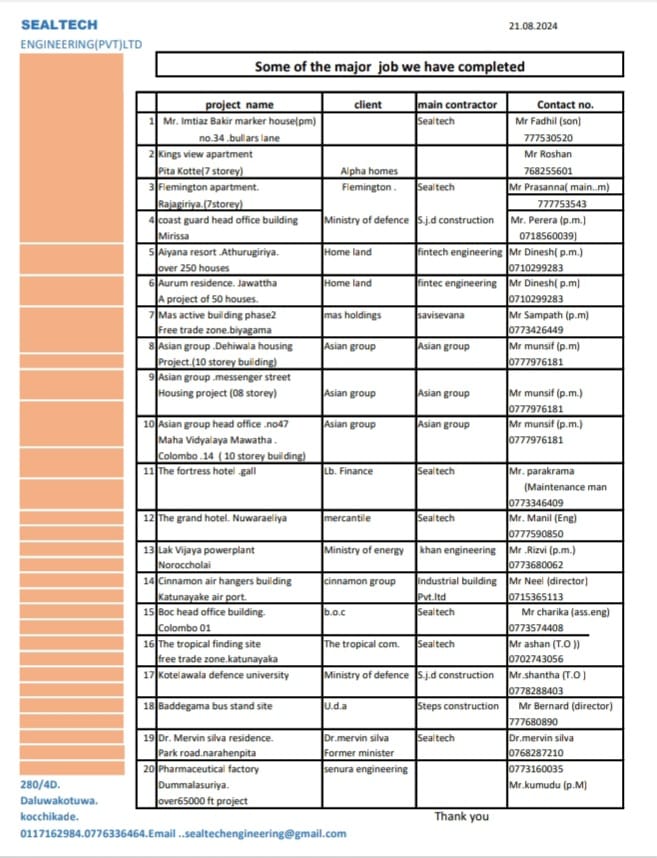 SEALTECH
21.08.2024
ENGINEERING(PVT)LTD
Some of the major job we have completed
project name client main contractor Contact no.
1 Mr. Imtiaz Bakir marker house(pm) Sealtech Mr Fadhil (son)
no.34 .bullars lane 777530520
2 Kings view apartment Mr Roshan
Pita Kotte(7 storey) Alpha homes 768255601
3 Flemington apartment. Flemington . Sealtech Mr Prasanna( main..m)
Rajagiriya.(7storey) 777753543
4 coast guard head office building Ministry of defence S.j.d construction Mr. Perera (p.m.)
Mirissa 0718560039)
5 Aiyana resort .Athurugiriya. Home land fintech engineering Mr Dinesh( p.m.)
over 250 houses 0710299283
6 Aurum residence. Jawattha Home land fintec engineering Mr Dinesh( p.m)
A project of 50 houses. 0710299283
7 Mas active building phase2 mas holdings savisevana Mr Sampath (p.m)
Free trade zone.biyagama 0773426449
8 Asian group .Dehiwala housing Asian group Asian group Mr munsif (p.m)
Project.(10 storey building) 0777976181
9 Asian group .messenger street
Housing project (08 storey) Asian group Asian group Mr munsif (p.m.)
0777976181
10 Asian group head office .no47 Asian group Asian group Mr munsif (p.m.)
Maha Vidyalaya Mawatha . 0777976181
Colombo .14 ( 10 storey building)
11 The fortress hotel .gall Lb. Finance Sealtech Mr. parakrama
(Maintenance man
0773346409
12 The grand hotel. Nuwaraeliya mercantile Sealtech Mr. Manil (Eng)
0777590850
13 Lak Vijaya powerplant Ministry of energy khan engineering Mr .Rizvi (p.m.)
Noroccholai 0773680062
14 Cinnamon air hangers building cinnamon group Industrial building Mr Neel (director)
Katunayake air port. Pvt.ltd 0715365113
15 Boc head office building. b.o.c Sealtech Mr charika (ass.eng)
Colombo 01 0773574408
16 The tropical finding site The tropical com. Sealtech Mr ashan (T.O ))
free trade zone.katunayaka 0702743056
17 Kotelawala defence university Ministry of defence S.j.d construction Mr.shantha (T.O )
0778288403
18 Baddegama bus stand site U.d.a Steps construction Mr Bernard (director)
777680890
19 Dr. Mervin silva residence. Dr.mervin silva Sealtech Dr.mervin silva
Park road.narahenpita Former minister 0768287210
20 Pharmaceutical factory senura engineering 0773160035
Dummalasuriya. Mr.kumudu (p.M)
over65000 ft project
280/4D.
Daluwakotuwa.
kocchikade. Thank you
0117162984.0776336464.Email ..sealtechengineering@gmail.com